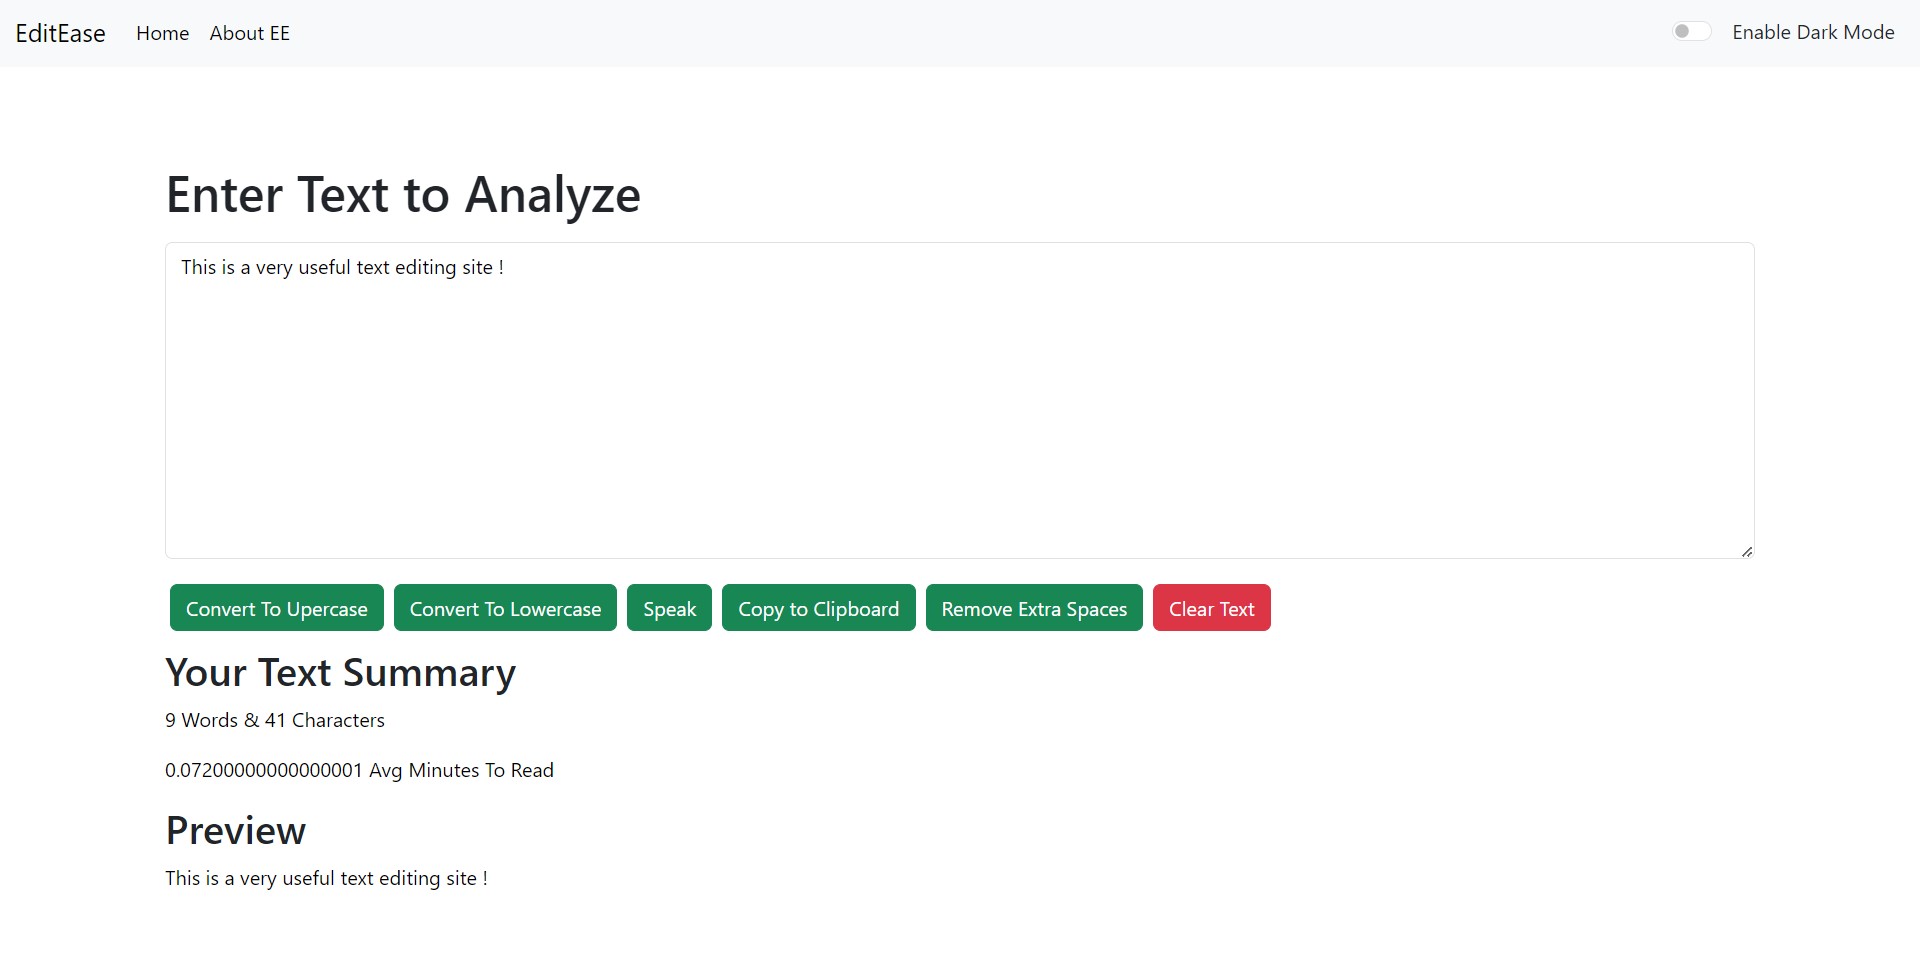 EditEase Home About EE Enable Dark Mode
Enter Text to Analyze
This is a very useful text editing site !
Convert To Upercase Convert To Lowercase Speak Copy to Clipboard Remove Extra Spaces Clear Text
Your Text Summary
9 Words & 41 Characters
0.07200000000000001 Avg Minutes To Read
Preview
This is a very useful text editing site !